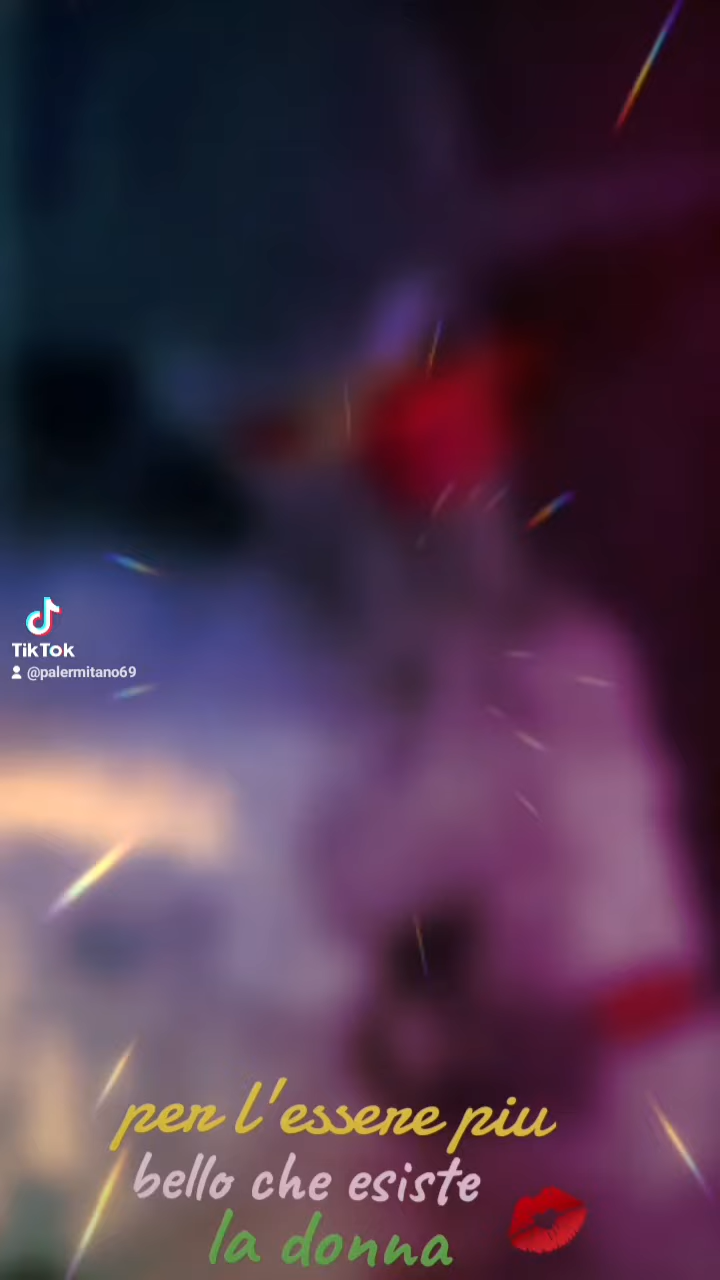 TikTok
@palermitano69
per l'essere piu
bello che esiste
la donna